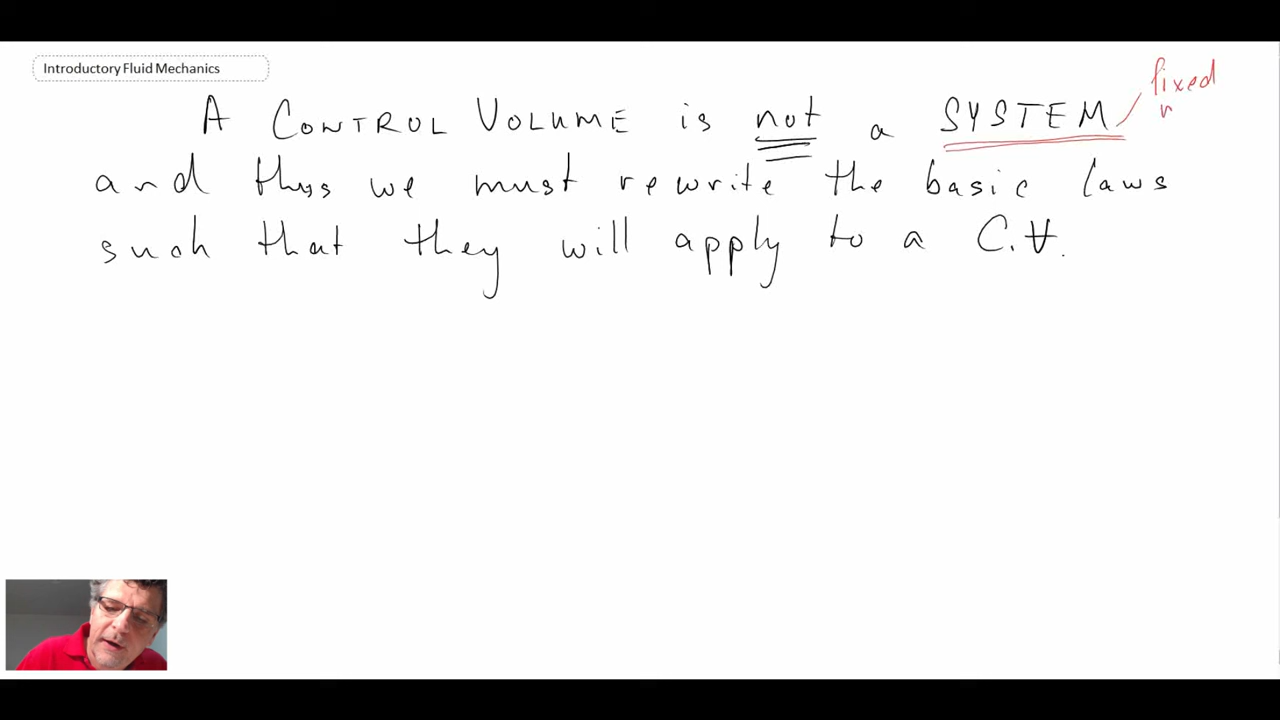 Introductory Fluid Mechanics
fixed
A CONTROL VOLUME is not a SYSTEM
and thus we must rewrite the basic laws
such that they will apply to a C.V.